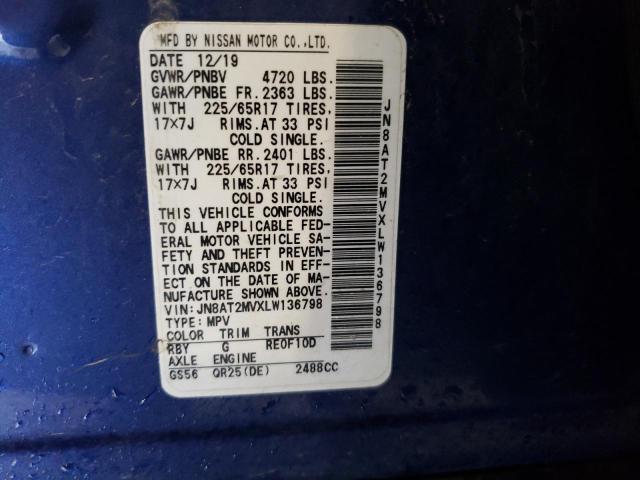 MFD BY NISSAN MOTOR CO.,LTD.
DATE 12/19
GVWR/PNBV 4720 LBS.
GAWR/PNBE FR. 2363 LBS.
WITH 225/65R17 TIRES,
17×7J RIMS.AT 33 PSI
COLD SINGLE.
GAWR/PNBE RR. 2401 LBS.
WITH 225/65R17 TIRES,
17×7J RIMS.AT 33 PSI
COLD SINGLE.
THIS VEHICLE CONFORMS
TO ALL APPLICABLE FED-
ERAL MOTOR VEHICLE SA-
FETY AND THEFT PREVEN-
TION STANDARDS IN EFF-
ECT ON THE DATE OF MA-
NUFACTURE SHOWN ABOVE.
VIN:JN8AT2MVXLW136798
TYPE:MPV
COLOR TRIM TRANS
RBY G RE0F10D
AXLE ENGINE
GS56 QR25(DE) 2488CC
JN8AT2MVXLW136798